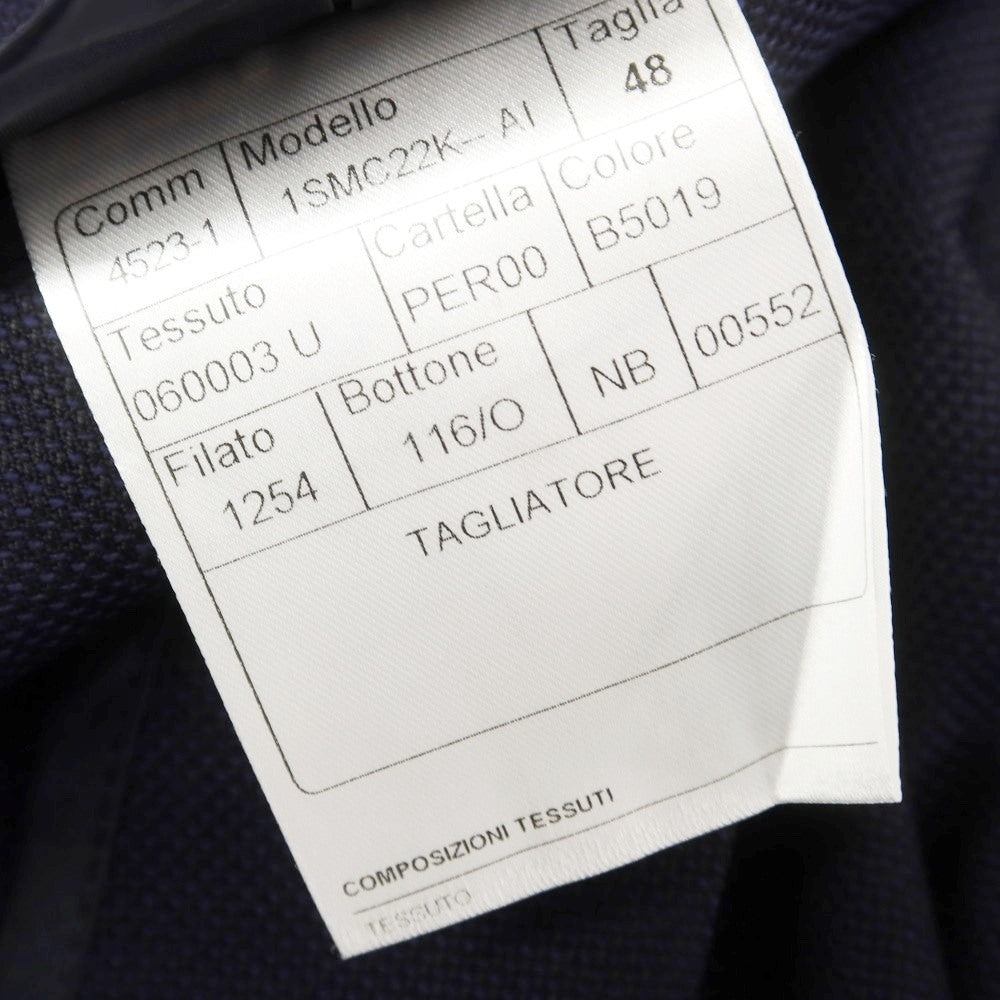 Comm Modello Taglia
4523-1 1SMC22K-- AI 48
Tessuto Cartella Colore
060003 U PER00 B5019
Filato Bottone NB 00552
1254 116/O
TAGLIATORE
COMPOSIZIONI TESSUTI
TESSUTO